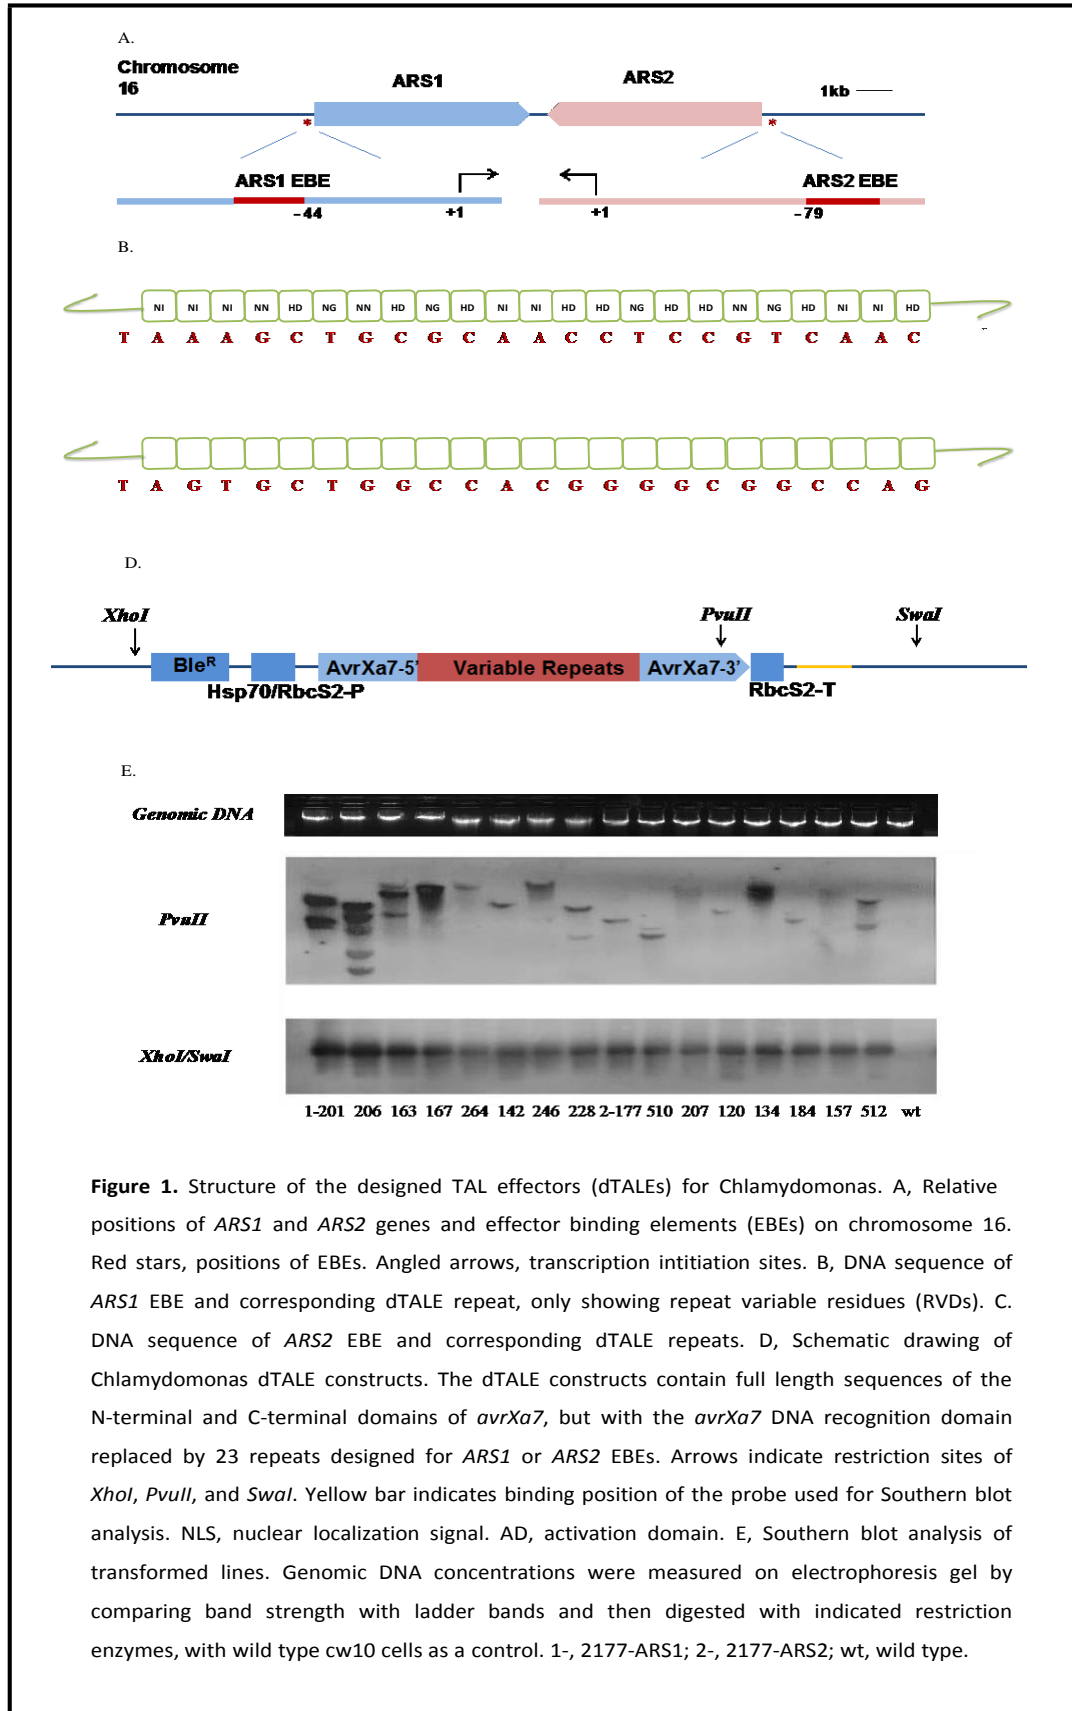 A.
Chromosome
16
ARS1
ARS2
1kb
*
*
ARS1 EBE
ARS2 EBE
-44
+1
+1
-79
B.
NI NI NI NN HD NG NN HD NG HD NI NI HD HD NG HD HD NN NG HD NI NI HD
T A A A G C T G C G C A A C C T C C G T C A A C
T A G T G C T G G C C A C G G G G C G G C C A G
D.
XhoI
PvuII
SwaI
BleR
AvrXa7-5'
Variable Repeats
AvrXa7-3'
Hsp70/RbcS2-P
RbcS2-T
E.
Genomic DNA
PvuII
XhoI/SwaI
1-201 206 163 167 264 142 246 228 2-177 510 207 120 134 184 157 512 wt
Figure 1. Structure of the designed TAL effectors (dTALEs) for Chlamydomonas. A, Relative
positions of ARS1 and ARS2 genes and effector binding elements (EBEs) on chromosome 16.
Red stars, positions of EBEs. Angled arrows, transcription intitiation sites. B, DNA sequence of
ARS1 EBE and corresponding dTALE repeat, only showing repeat variable residues (RVDs). C.
DNA sequence of ARS2 EBE and corresponding dTALE repeats. D, Schematic drawing of
Chlamydomonas dTALE constructs. The dTALE constructs contain full length sequences of the
N-terminal and C-terminal domains of avrXa7, but with the avrXa7 DNA recognition domain
replaced by 23 repeats designed for ARS1 or ARS2 EBEs. Arrows indicate restriction sites of
XhoI, PvuII, and SwaI. Yellow bar indicates binding position of the probe used for Southern blot
analysis. NLS, nuclear localization signal. AD, activation domain. E, Southern blot analysis of
transformed lines. Genomic DNA concentrations were measured on electrophoresis gel by
comparing band strength with ladder bands and then digested with indicated restriction
enzymes, with wild type cw10 cells as a control. 1-, 2177-ARS1; 2-, 2177-ARS2; wt, wild type.